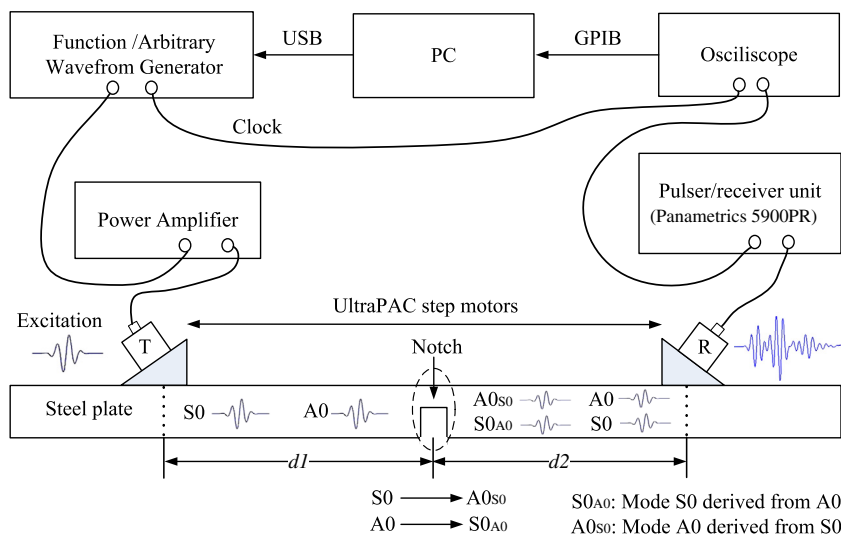 Function /Arbitrary
Wavefrom Generator
USB
PC
GPIB
Osciliscope
Clock
Power Amplifier
Pulser/receiver unit
(Panametrics 5900PR)
UltraPAC step motors
Excitation
T
Notch
R
Steel plate
S0
A0
A0S0
A0
S0A0
S0
d1
d2
S0
A0S0
A0
S0A0
S0A0: Mode S0 derived from A0
A0S0: Mode A0 derived from S0